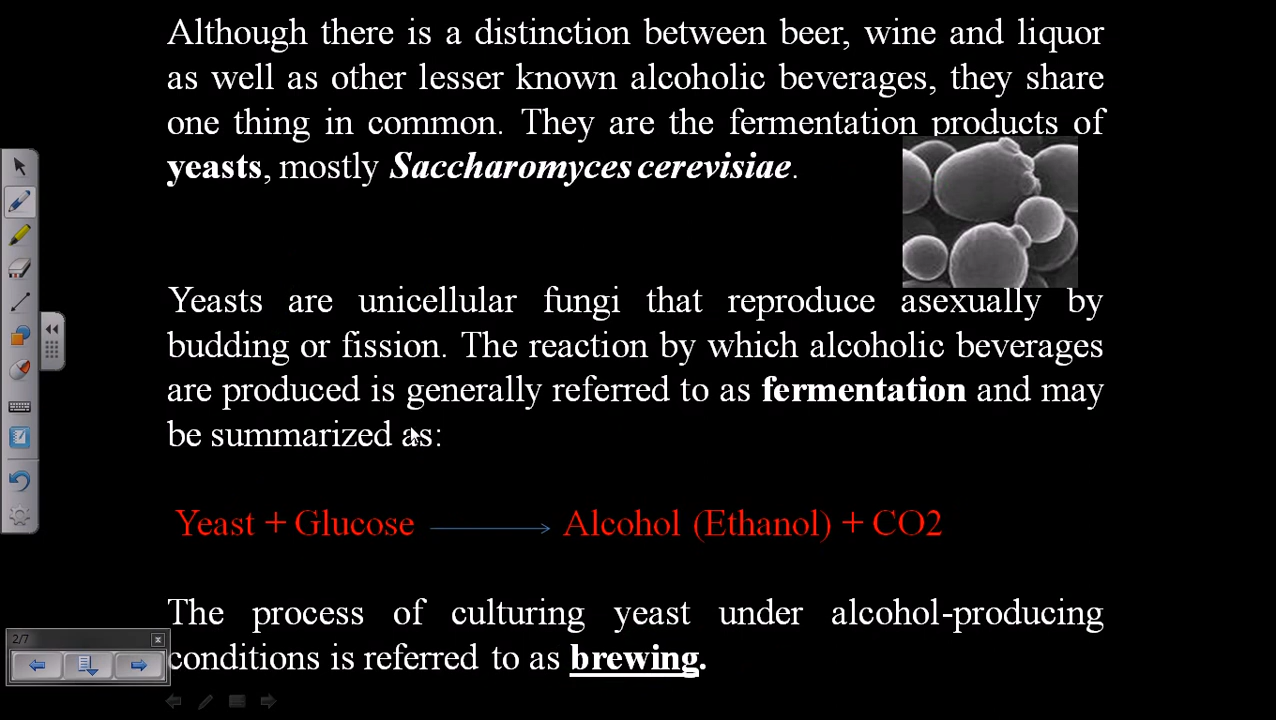 Although there is a distinction between beer, wine and liquor
as well as other lesser known alcoholic beverages, they share
one thing in common. They are the fermentation products of
yeasts, mostly Saccharomyces cerevisiae.
Yeasts are unicellular fungi that reproduce asexually by
budding or fission. The reaction by which alcoholic beverages
are produced is generally referred to as fermentation and may
be summarized as:
Yeast + Glucose Alcohol (Ethanol) + CO2
The process of culturing yeast under alcohol-producing
2/7
conditions is referred to as brewing.